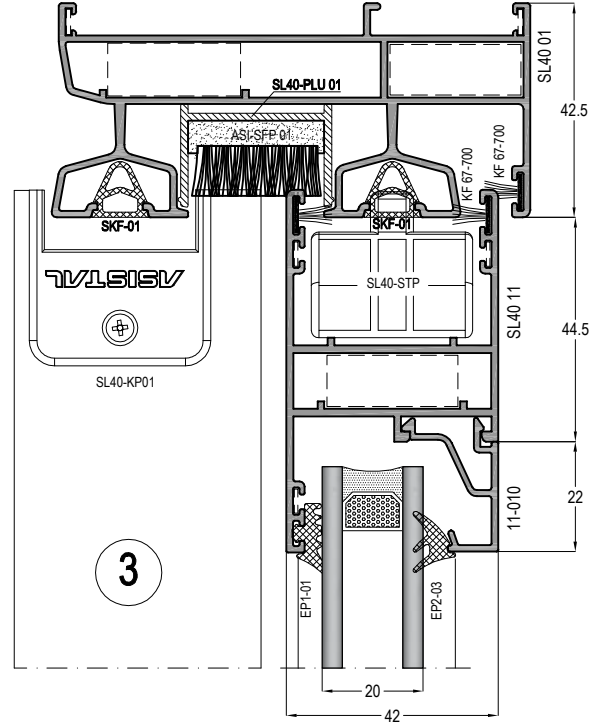 SL40 01
SL40-PLU 01
42.5
ASI-SFP 01
KF 67-700
KF 67-700
SKF-01
SKF-01
ASISTAL
SL40-STP
SL40 11
44.5
SL40-KP01
11-010
22
3
EP1-01
EP2-03
20
42